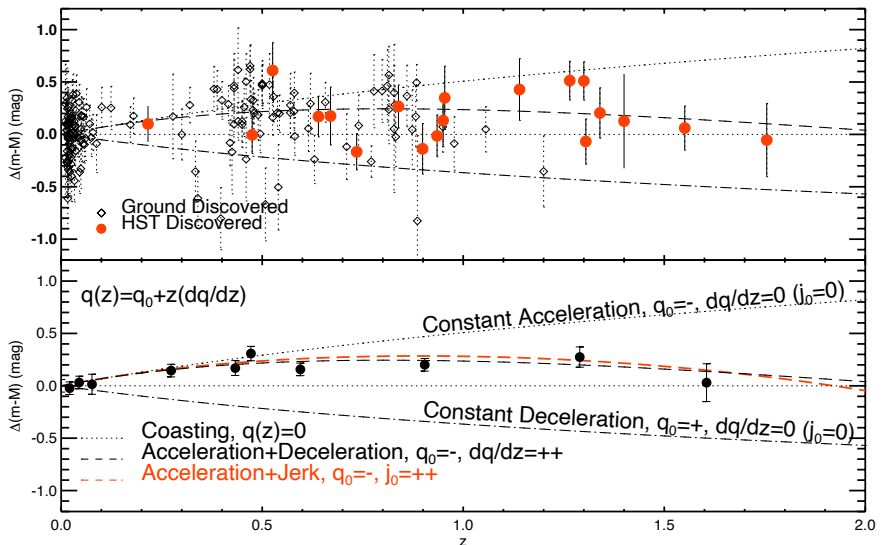 Δ(m-M) (mag)
1.0
0.5
0.0
-0.5
-1.0
Ground Discovered
HST Discovered
Δ(m-M) (mag)
1.0
0.5
0.0
-0.5
-1.0
q(z)=q₀+z(dq/dz)
Constant Acceleration, q₀=-, dq/dz=0 (j₀=0)
Constant Deceleration, q₀=+, dq/dz=0 (j₀=0)
Coasting, q(z)=0
Acceleration+Deceleration, q₀=-, dq/dz=++
Acceleration+Jerk, q₀=-, j₀=++
0.0 0.5 1.0 1.5 2.0
z